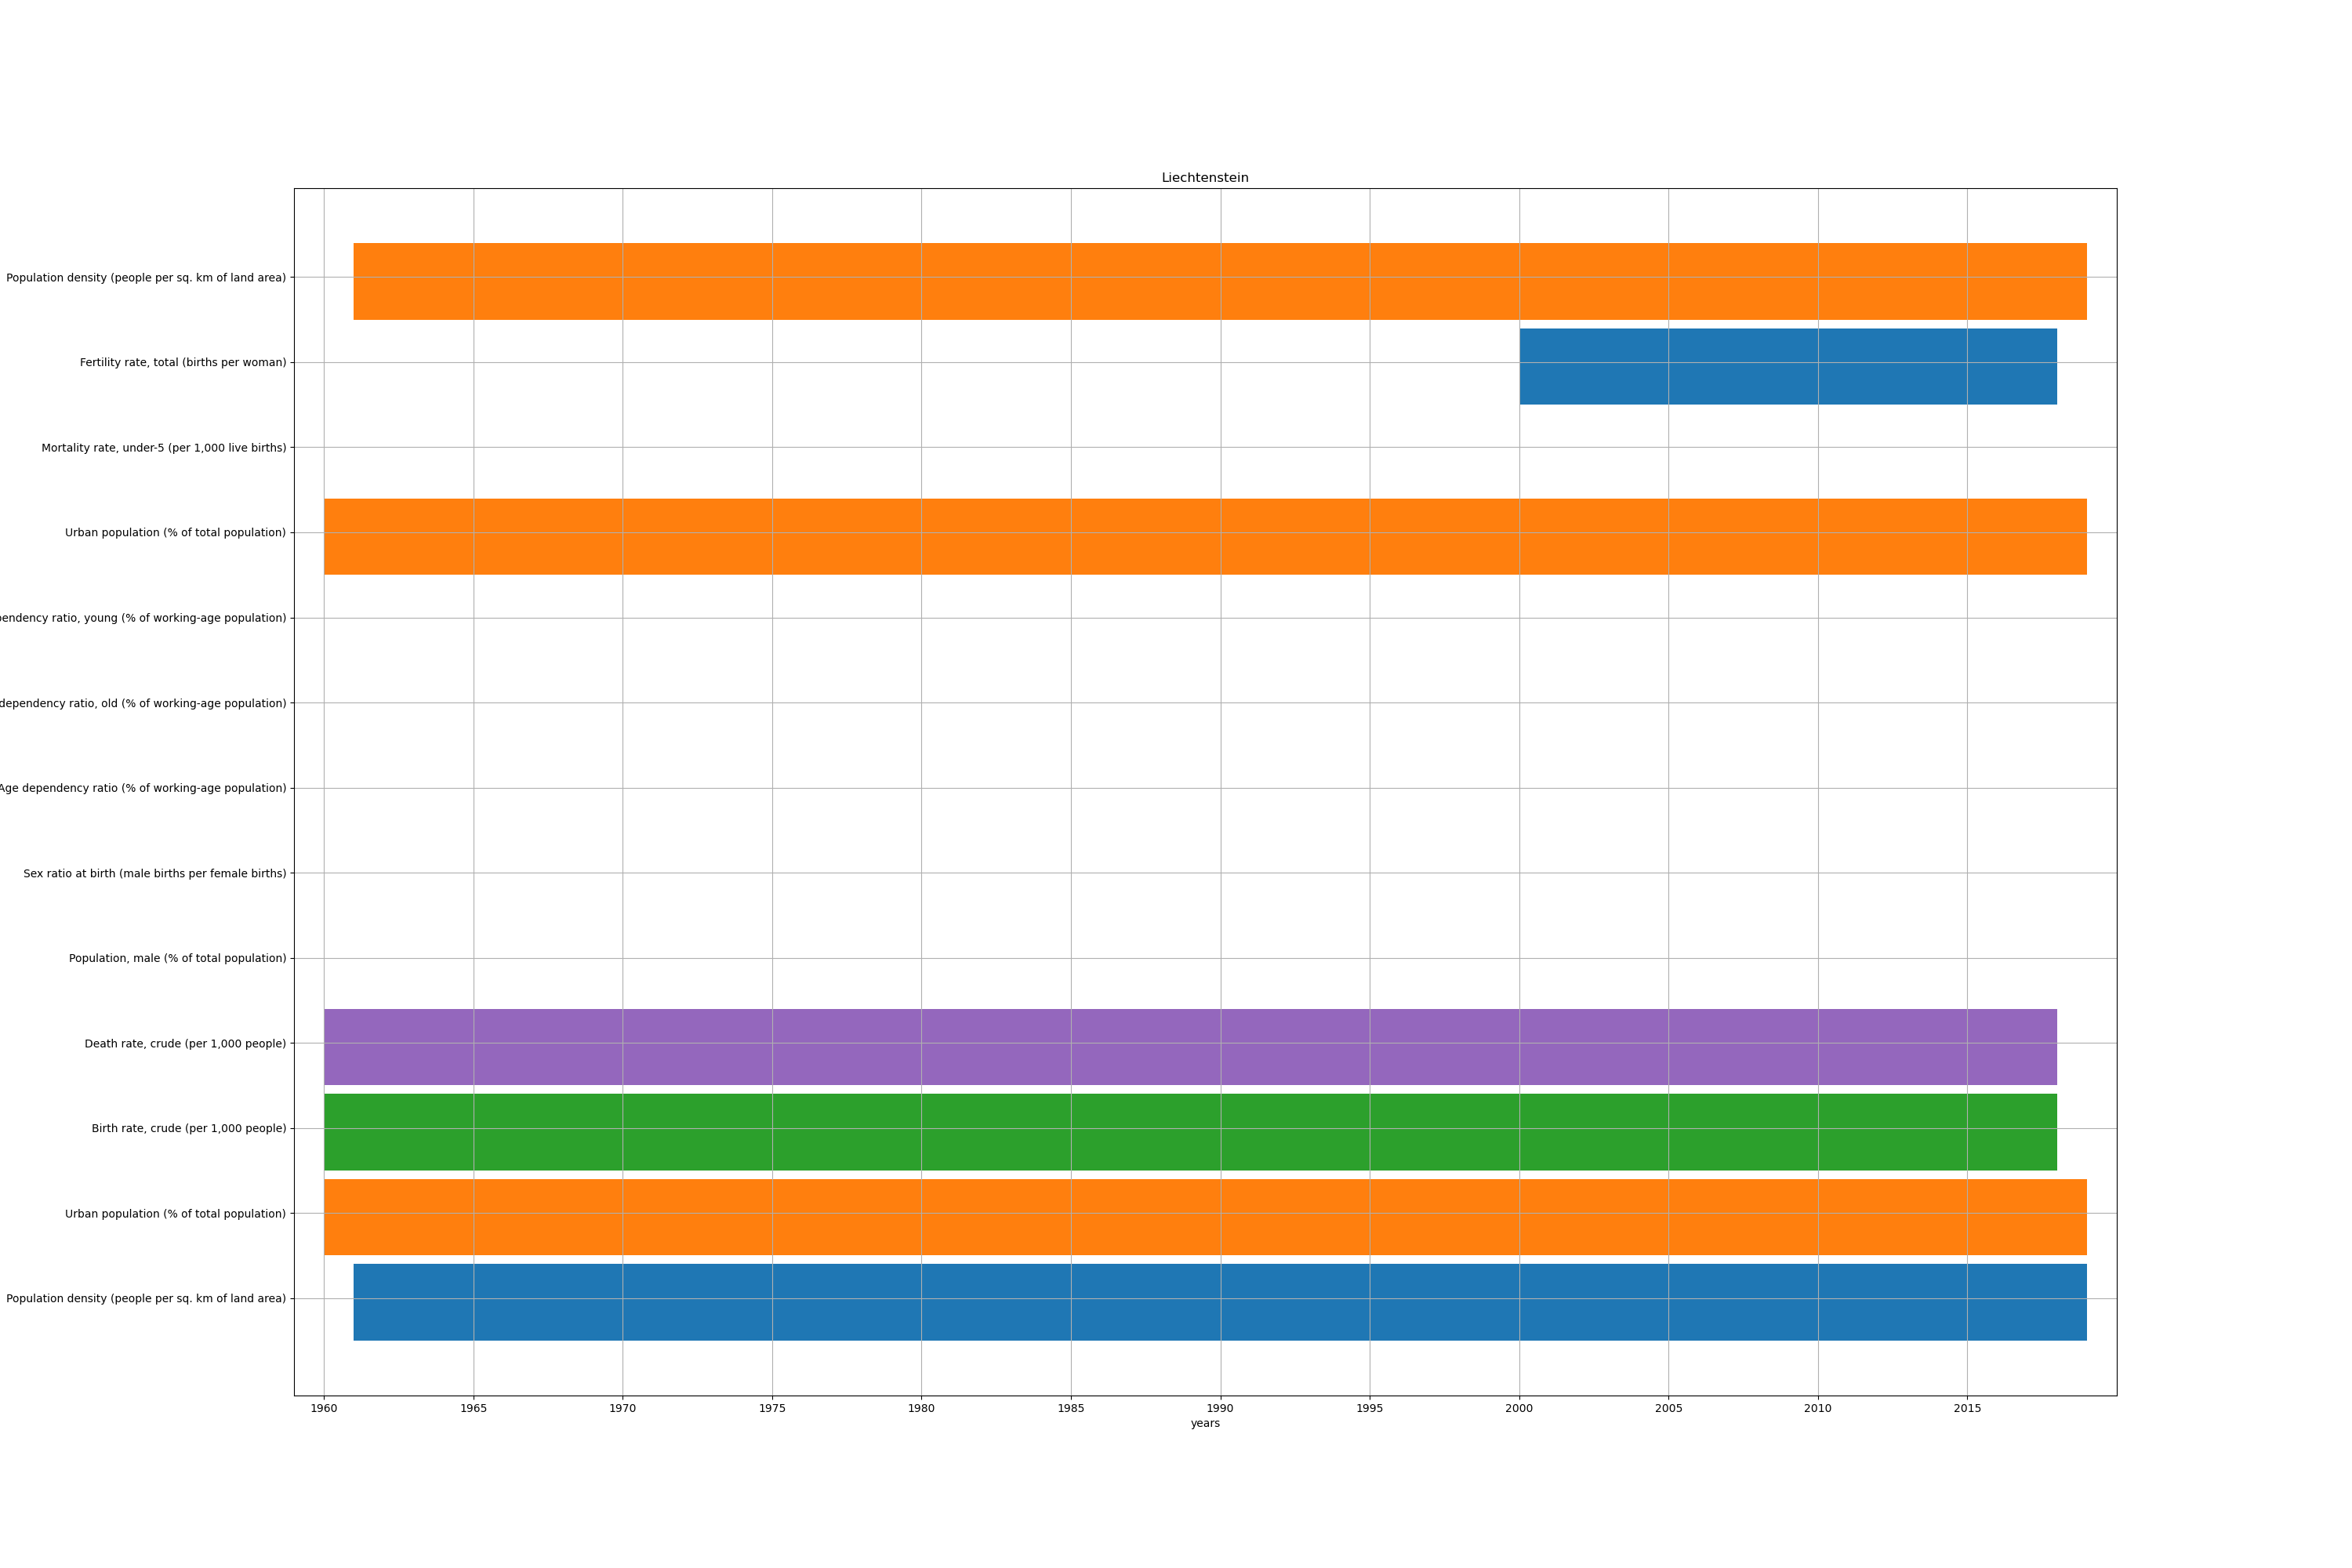 Liechtenstein
Population density (people per sq. km of land area)
Fertility rate, total (births per woman)
Mortality rate, under-5 (per 1,000 live births)
Urban population (% of total population)
ratio, young (% of working-age population)
dependency ratio, old (% of working-age population)
Age dependency ratio (% of working-age population)
Sex ratio at birth (male births per female births)
Population, male (% of total population)
Death rate, crude (per 1,000 people)
Birth rate, crude (per 1,000 people)
Urban population (% of total population)
Population density (people per sq. km of land area)
1960 1965 1970 1975 1980 1985 1990 1995 2000 2005 2010 2015
years